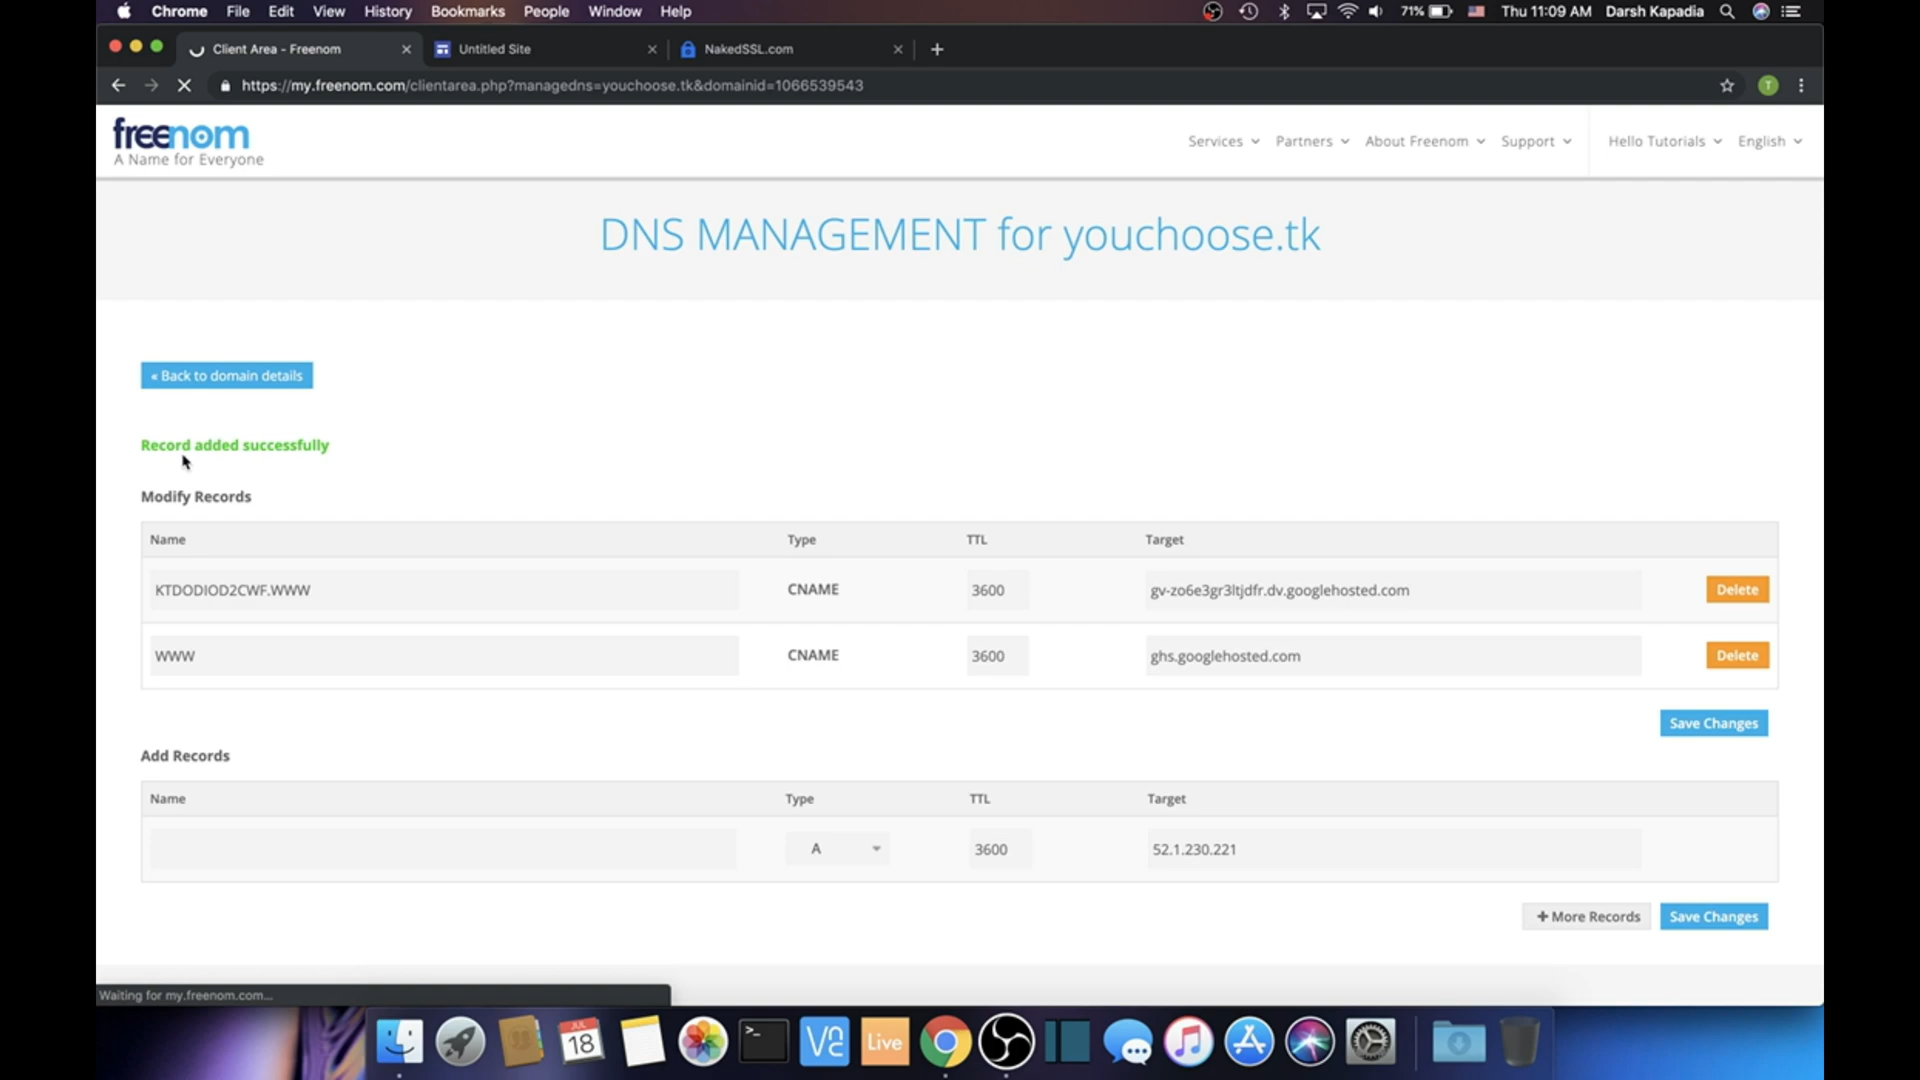 Chrome File Edit View History Bookmarks People Window Help 71% Thu 11:09 AM Darsh Kapadia
Client Area - Freenom Untitled Site NakedSSL.com
https://my.freenom.com/clientarea.php?managedns=youchoose.tk&domainid=1066539543 T
freenom
A Name for Everyone
Services Partners About Freenom Support Hello Tutorials English
DNS MANAGEMENT for youchoose.tk
« Back to domain details
Record added successfully
Modify Records
Name Type TTL Target
KTDODIOD2CWF.WWW CNAME 3600 gv-zo6e3gr3ltjdfr.dv.googlehosted.com Delete
WWW CNAME 3600 ghs.googlehosted.com Delete
Save Changes
Add Records
Name Type TTL Target
A 3600 52.1.230.221
+ More Records Save Changes
Waiting for my.freenom.com...
JUL
18
Live